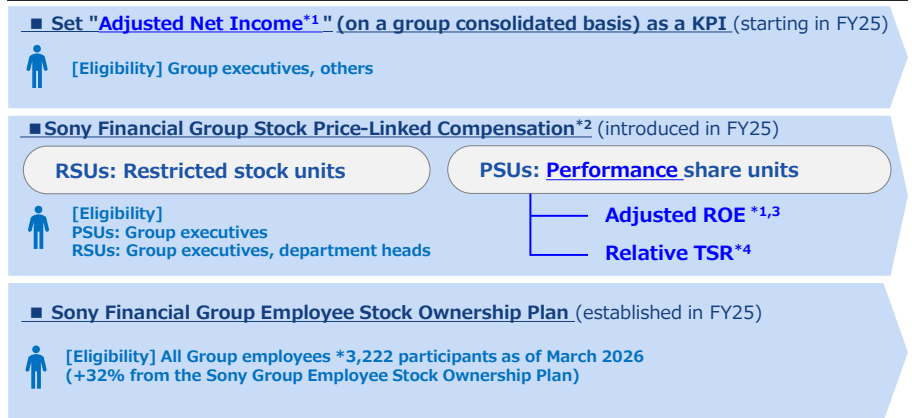 ■ Set "Adjusted Net Income*1" (on a group consolidated basis) as a KPI (starting in FY25)
[Eligibility] Group executives, others
■Sony Financial Group Stock Price-Linked Compensation*2 (introduced in FY25)
RSUs: Restricted stock units
PSUs: Performance share units
[Eligibility]
PSUs: Group executives
RSUs: Group executives, department heads
Adjusted ROE *1,3
Relative TSR*4
■ Sony Financial Group Employee Stock Ownership Plan (established in FY25)
[Eligibility] All Group employees *3,222 participants as of March 2026
(+32% from the Sony Group Employee Stock Ownership Plan)